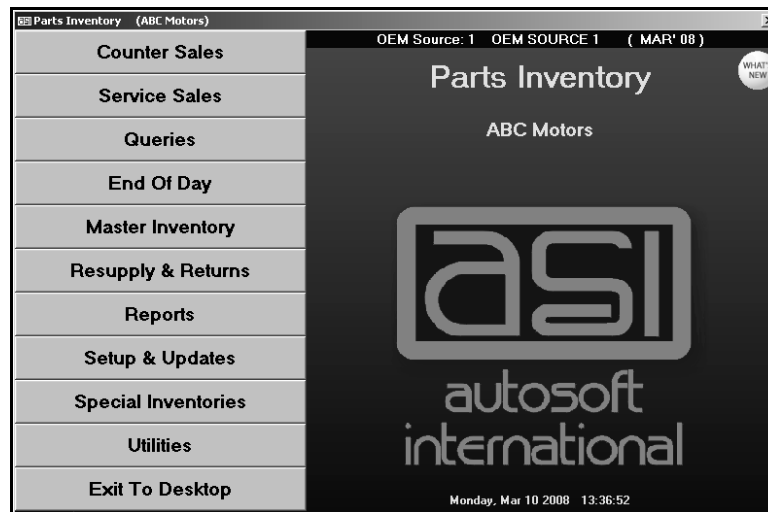 Parts Inventory (ABC Motors)
OEM Source: 1 OEM SOURCE 1 ( MAR' 08 )
Counter Sales
Service Sales
Queries
End Of Day
Master Inventory
Resupply & Returns
Reports
Setup & Updates
Special Inventories
Utilities
Exit To Desktop
Parts Inventory
WHAT'S
NEW
ABC Motors
asi
autosoft
international
Monday, Mar 10 2008 13:36:52